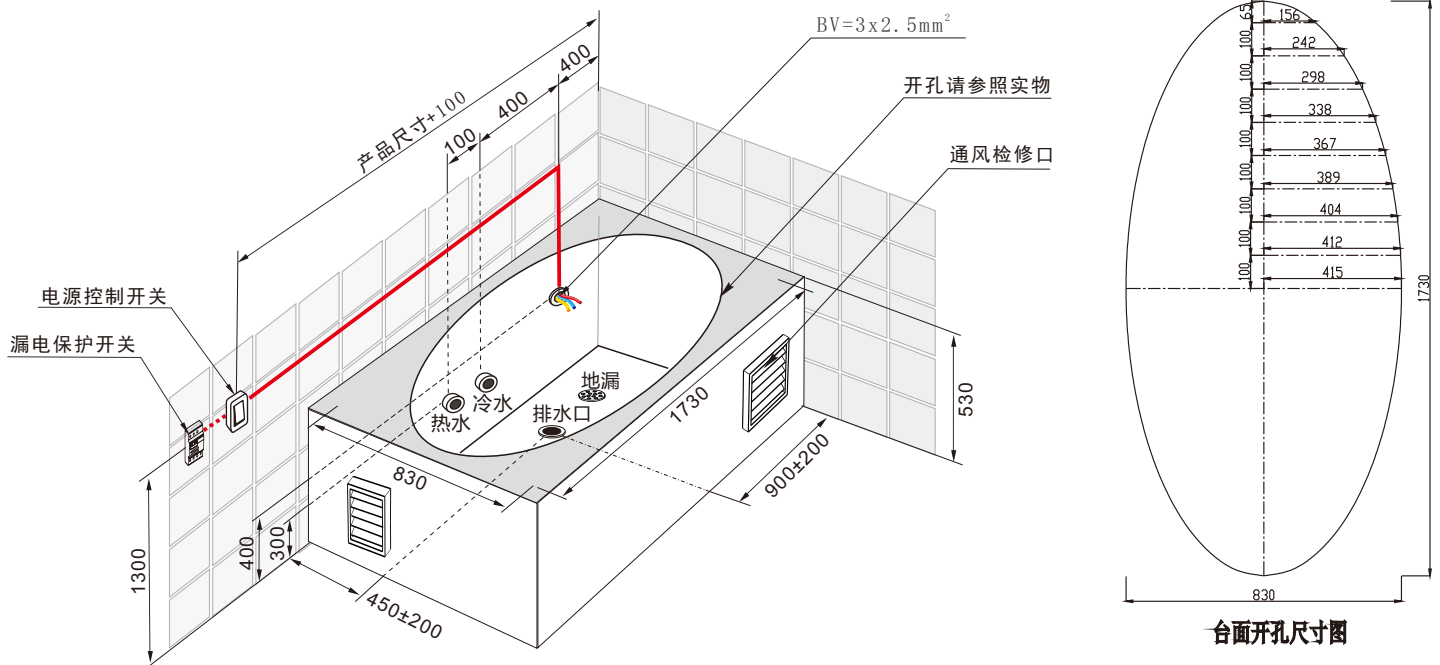 BV=3x2.5mm²
开孔请参照实物
通风检修口
产品尺寸+100
400
400
100
电源控制开关
漏电保护开关
热水
冷水
地漏
排水口
830
1730
530
900±200
450±200
400
300
1300
65
156
100
242
100
298
100
338
100
367
100
389
100
404
100
412
100
415
1730
830
台面开孔尺寸图